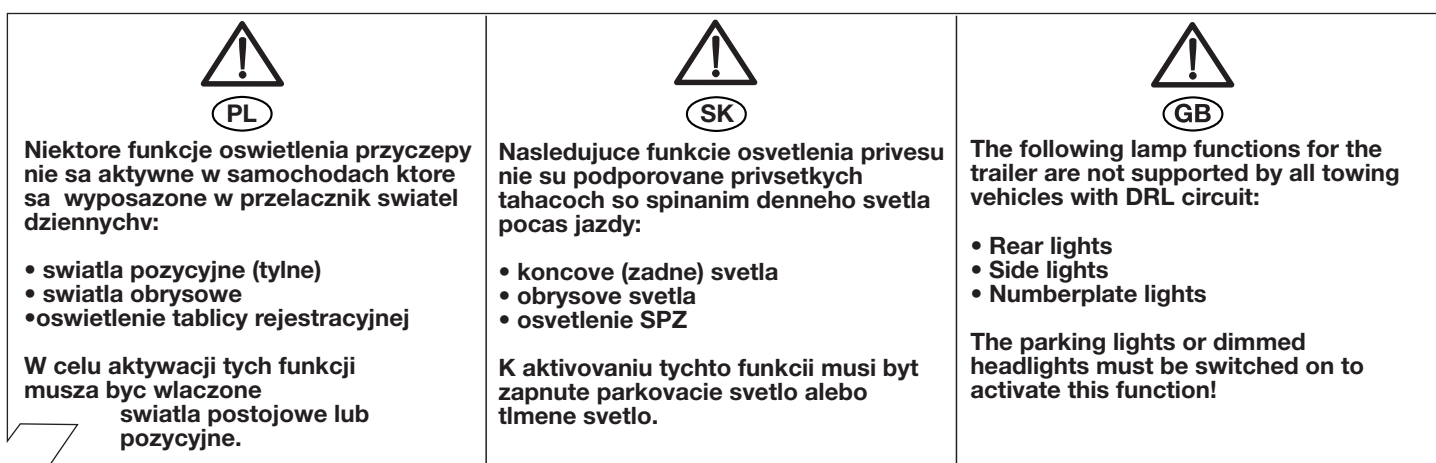 PL
Niektore funkcje oswietlenia przyczepy
nie sa aktywne w samochodach ktore
sa wyposazone w przelacznik swiatel
dziennychv:
• swiatla pozycyjne (tylne)
• swiatla obrysowe
•oswietlenie tablicy rejestracyjnej
W celu aktywacji tych funkcji
musza byc wlaczone
swiatla postojowe lub
pozycyjne.
SK
Nasledujuce funkcie osvetlenia privesu
nie su podporovane privsetkych
tahacoch so spinanim denneho svetla
pocas jazdy:
• koncove (zadne) svetla
• obrysove svetla
• osvetlenie SPZ
K aktivovaniu tychto funkcii musi byt
zapnute parkovacie svetlo alebo
tlmene svetlo.
GB
The following lamp functions for the
trailer are not supported by all towing
vehicles with DRL circuit:
• Rear lights
• Side lights
• Numberplate lights
The parking lights or dimmed
headlights must be switched on to
activate this function!